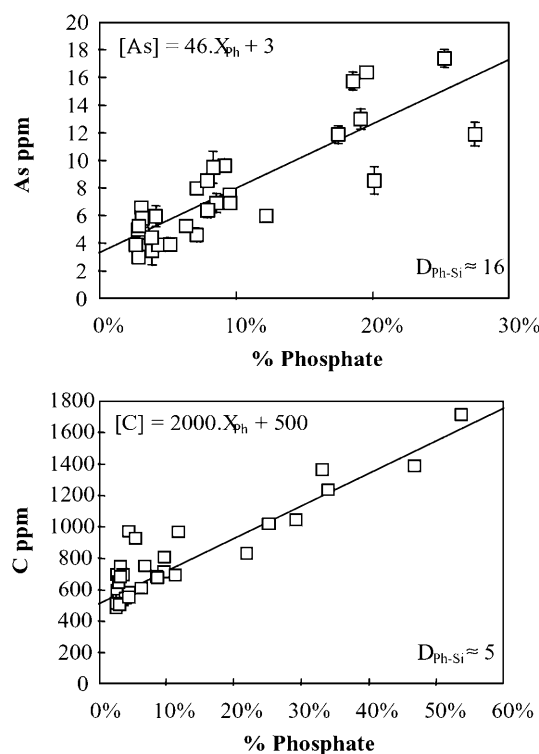 20
[As] = 46.XPh + 3
18
16
14
12
10
8
6
4
2
0
As ppm
DPh-Si ≈ 16
0% 10% 20% 30%
% Phosphate
1800
[C] = 2000.XPh + 500
1600
1400
1200
1000
800
600
400
200
0
C ppm
DPh-Si ≈ 5
0% 10% 20% 30% 40% 50% 60%
% Phosphate